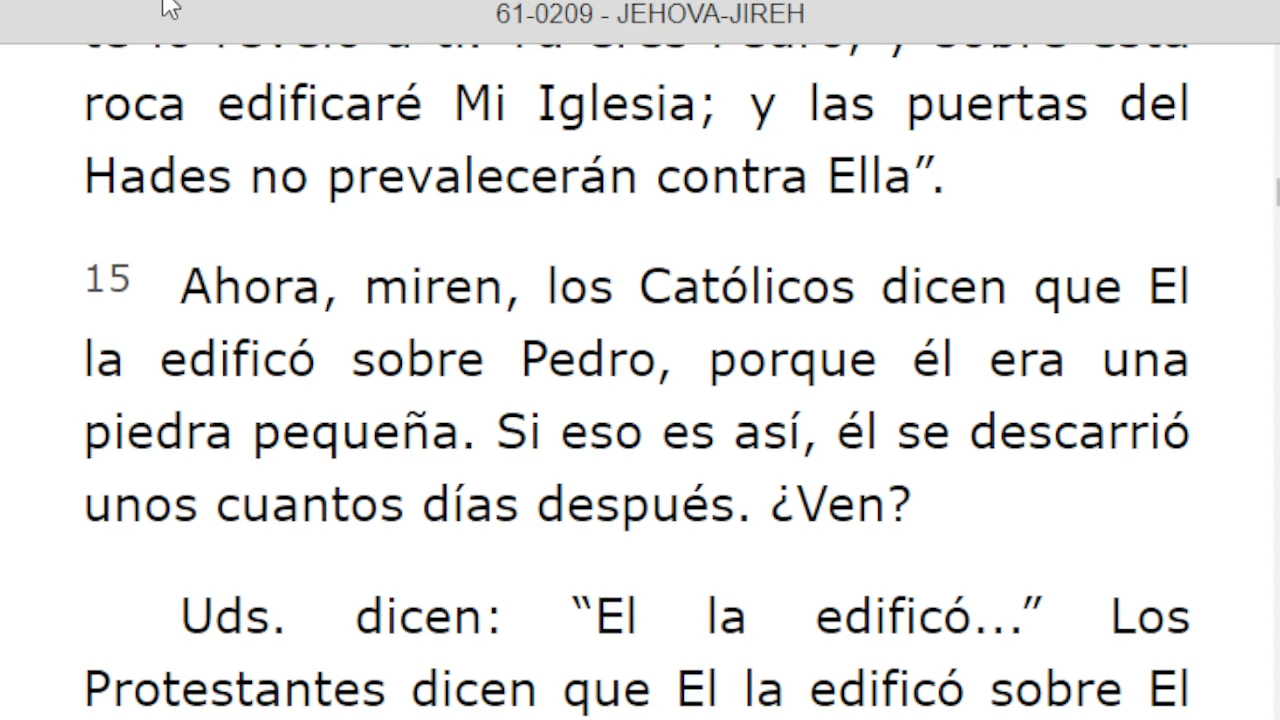 61-0209 - JEHOVA-JIREH
roca edificaré Mi Iglesia; y las puertas del
Hades no prevalecerán contra Ella”.
15 Ahora, miren, los Católicos dicen que El
la edificó sobre Pedro, porque él era una
piedra pequeña. Si eso es así, él se descarrió
unos cuantos días después. ¿Ven?
Uds. dicen: “El la edificó...” Los
Protestantes dicen que El la edificó sobre El